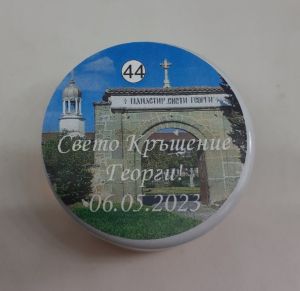 44
МАНАСТИР СВЕТИ ГЕОРГИ
Свето Кръщение
Георги!
06.05.2023